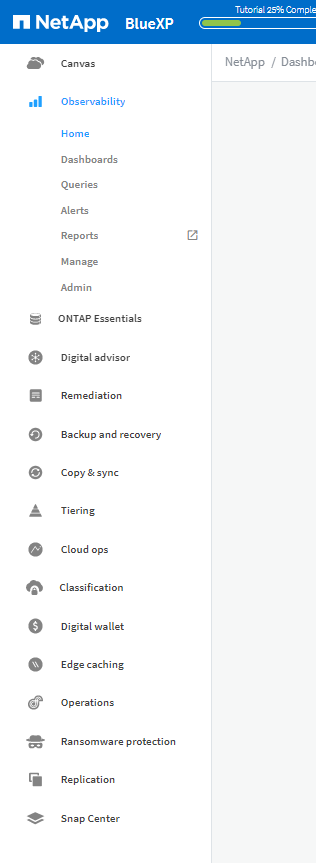 Tutorial 25% Comple
NetApp BlueXP
Canvas
NetApp / Dashbo
Observability
Home
Dashboards
Queries
Alerts
Reports
Manage
Admin
ONTAP Essentials
Digital advisor
Remediation
Backup and recovery
Copy & sync
Tiering
Cloud ops
Classification
Digital wallet
Edge caching
Operations
Ransomware protection
Replication
Snap Center